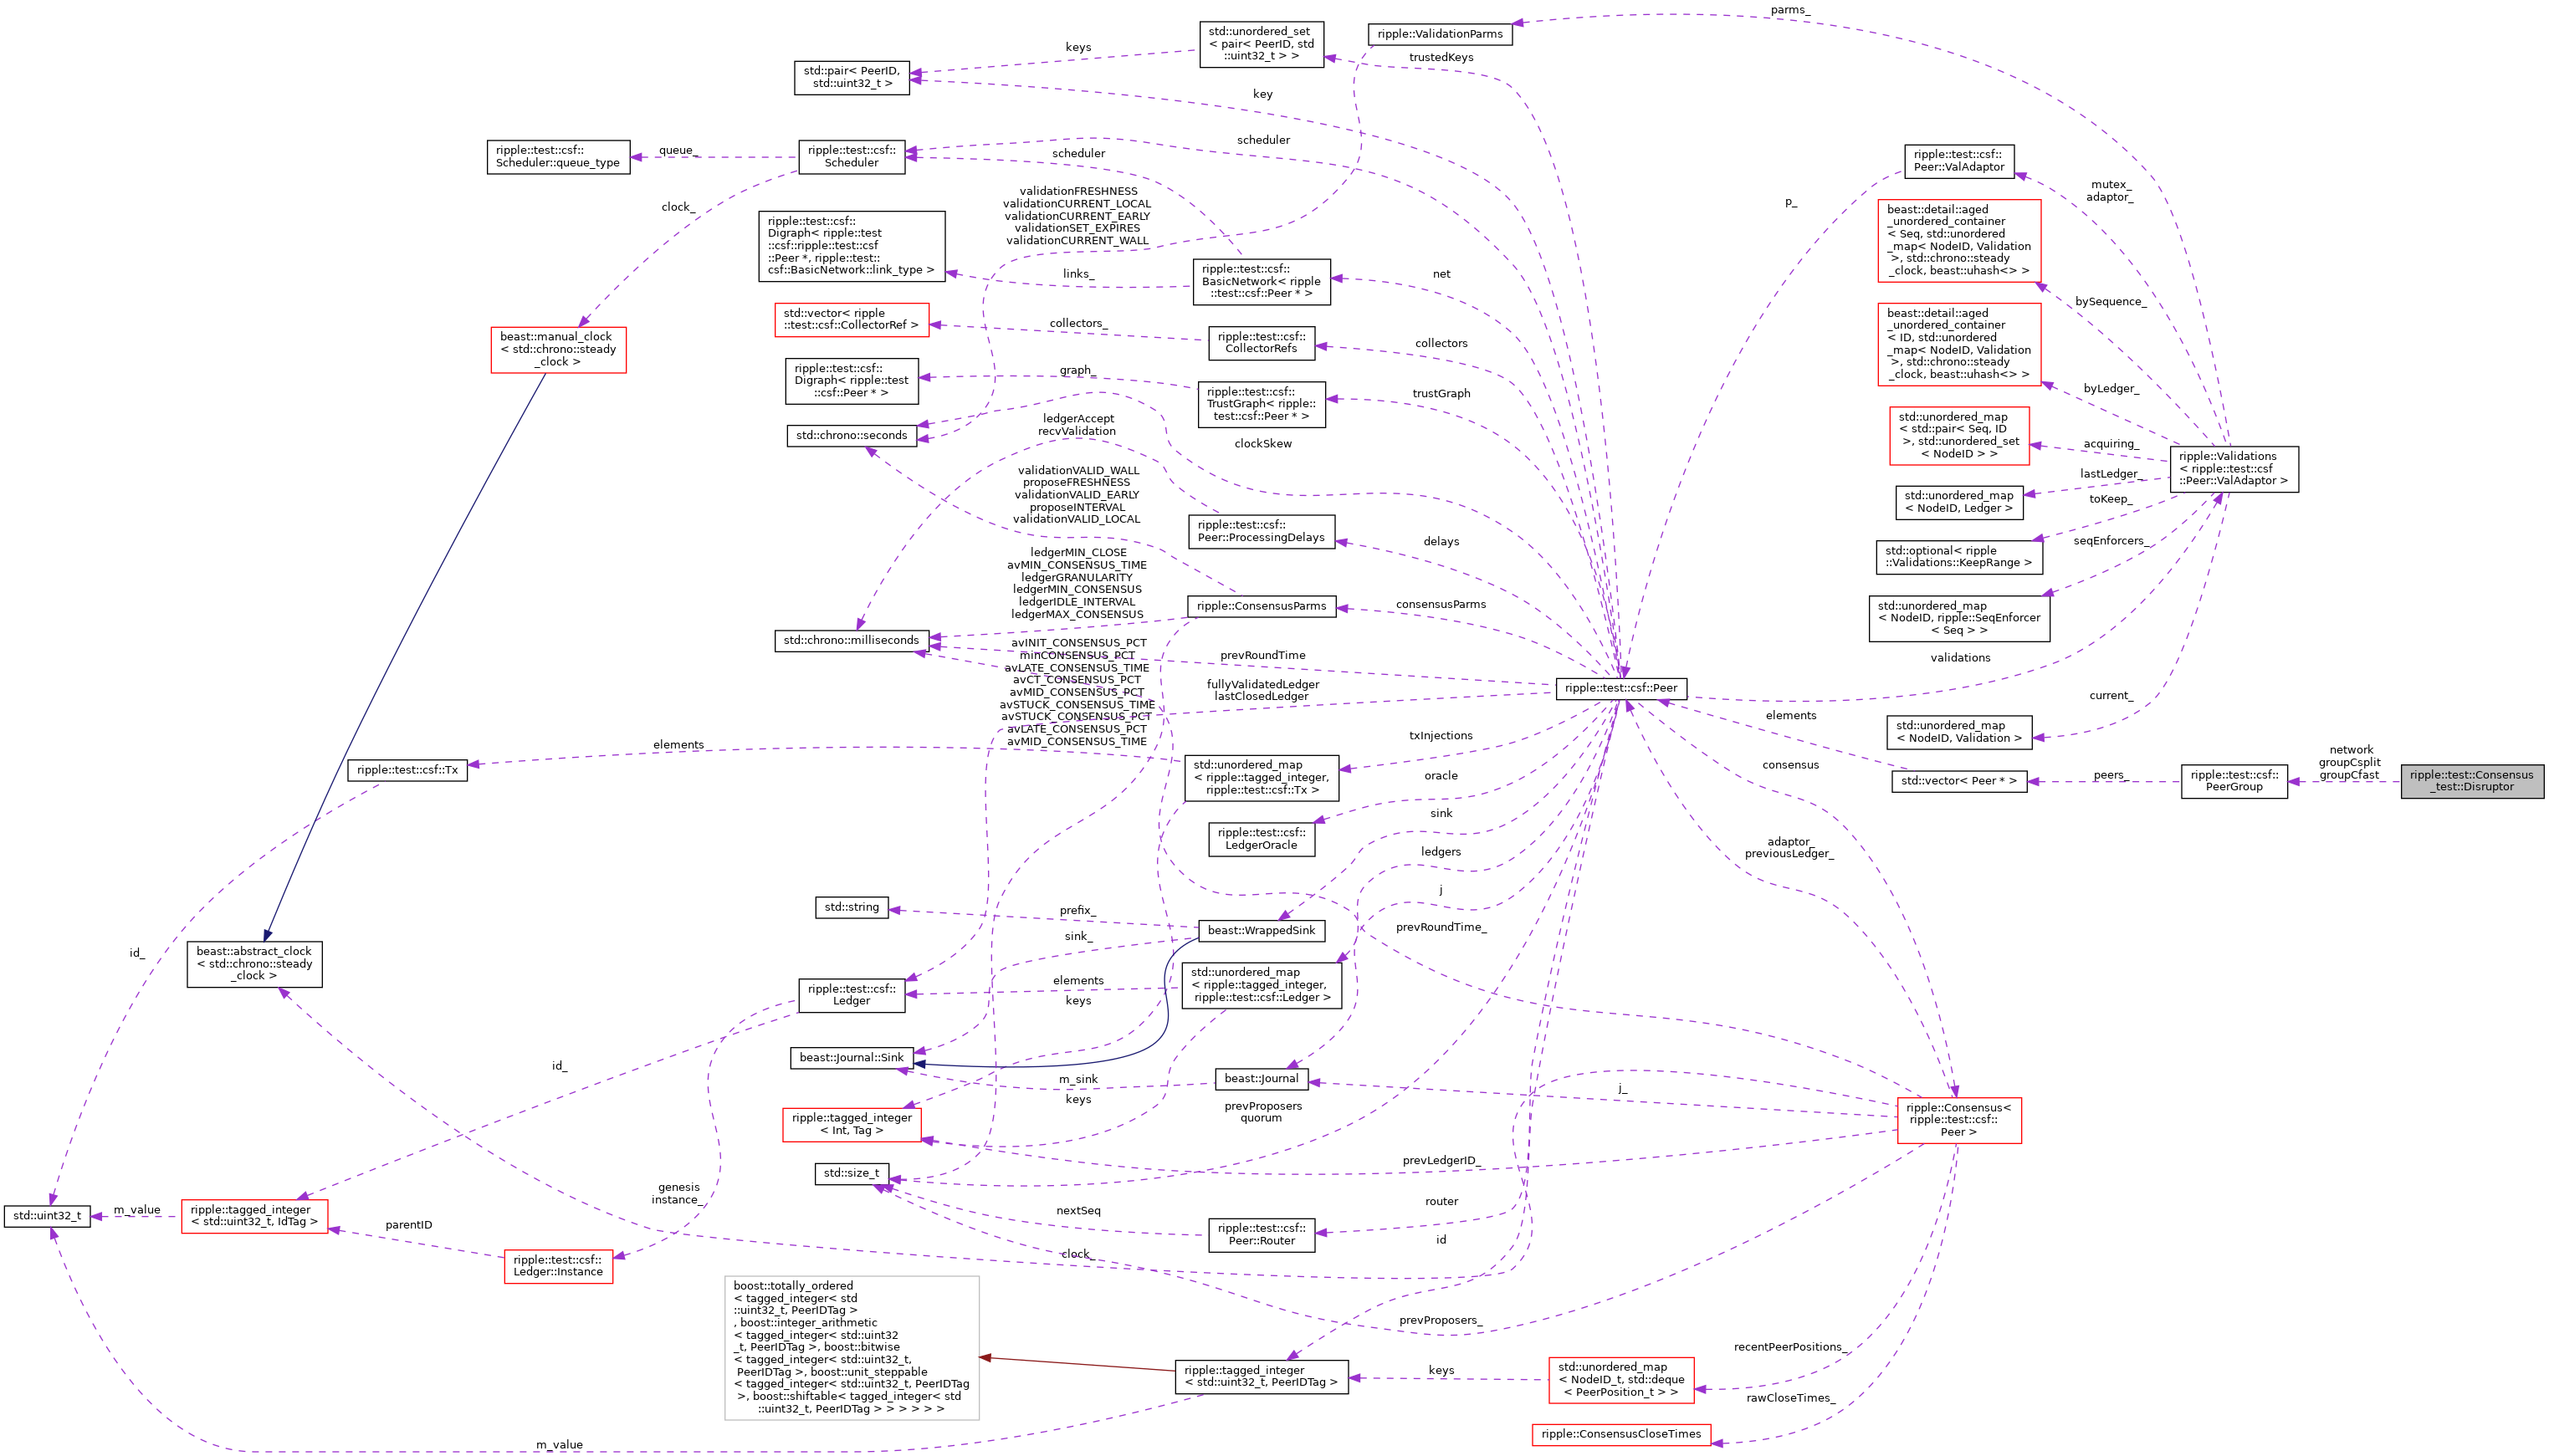 parms_
std::unordered_set
< pair< PeerID, std
::uint32_t > >
ripple::ValidationParms
keys
trustedKeys
std::pair< PeerID,
std::uint32_t >
key
ripple::test::csf::
Scheduler::queue_type
queue_
ripple::test::csf::
Scheduler
scheduler
scheduler
ripple::test::csf::
Peer::ValAdaptor
mutex_
adaptor_
p_
clock_
validationFRESHNESS
validationCURRENT_LOCAL
validationCURRENT_EARLY
validationSET_EXPIRES
validationCURRENT_WALL
ripple::test::csf::
Digraph< ripple::test
::csf::ripple::test::csf
::Peer *, ripple::test::
csf::BasicNetwork::link_type >
links_
ripple::test::csf::
BasicNetwork< ripple
::test::csf::Peer * >
net
beast::detail::aged
_unordered_container
< Seq, std::unordered
_map< NodeID, Validation
>, std::chrono::steady
_clock, beast::uhash<> >
bySequence_
beast::manual_clock
< std::chrono::steady
_clock >
std::vector< ripple
::test::csf::CollectorRef >
collectors_
ripple::test::csf::
CollectorRefs
collectors
beast::detail::aged
_unordered_container
< ID, std::unordered
_map< NodeID, Validation
>, std::chrono::steady
_clock, beast::uhash<> >
byLedger_
ripple::test::csf::
Digraph< ripple::test
::csf::Peer * >
graph_
ripple::test::csf::
TrustGraph< ripple::
test::csf::Peer * >
trustGraph
std::chrono::seconds
ledgerAccept
recvValidation
clockSkew
std::unordered_map
< std::pair< Seq, ID
>, std::unordered_set
< NodeID > >
acquiring_
ripple::Validations
< ripple::test::csf
::Peer::ValAdaptor >
lastLedger_
std::unordered_map
< NodeID, Ledger >
toKeep_
validationVALID_WALL
proposeFRESHNESS
validationVALID_EARLY
proposeINTERVAL
validationVALID_LOCAL
ripple::test::csf::
Peer::ProcessingDelays
delays
std::optional< ripple
::Validations::KeepRange >
seqEnforcers_
ledgerMIN_CLOSE
avMIN_CONSENSUS_TIME
ledgerGRANULARITY
ledgerMIN_CONSENSUS
ledgerIDLE_INTERVAL
ledgerMAX_CONSENSUS
ripple::ConsensusParms
consensusParms
std::unordered_map
< NodeID, ripple::SeqEnforcer
< Seq > >
std::chrono::milliseconds
avINIT_CONSENSUS_PCT
minCONSENSUS_PCT
avLATE_CONSENSUS_TIME
avCT_CONSENSUS_PCT
avMID_CONSENSUS_PCT
avSTUCK_CONSENSUS_TIME
avSTUCK_CONSENSUS_PCT
avLATE_CONSENSUS_PCT
avMID_CONSENSUS_TIME
prevRoundTime
fullyValidatedLedger
lastClosedLedger
ripple::test::csf::Peer
validations
current_
std::unordered_map
< NodeID, Validation >
elements
elements
ripple::test::csf::Tx
std::unordered_map
< ripple::tagged_integer,
ripple::test::csf::Tx >
txInjections
oracle
consensus
std::vector< Peer * >
peers_
ripple::test::csf::
PeerGroup
network
groupCsplit
groupCfast
ripple::test::Consensus
_test::Disruptor
sink
ripple::test::csf::
LedgerOracle
ledgers
adaptor_
previousLedger_
j
std::string
prefix_
beast::WrappedSink
prevRoundTime_
sink_
id_
beast::abstract_clock
< std::chrono::steady
_clock >
ripple::test::csf::
Ledger
elements
keys
std::unordered_map
< ripple::tagged_integer,
ripple::test::csf::Ledger >
beast::Journal::Sink
id_
m_sink
beast::Journal
j_
keys
ripple::tagged_integer
< Int, Tag >
prevProposers
quorum
ripple::Consensus<
ripple::test::csf::
Peer >
std::size_t
prevLedgerID_
genesis
instance_
std::uint32_t
m_value
ripple::tagged_integer
< std::uint32_t, IdTag >
parentID
nextSeq
ripple::test::csf::
Peer::Router
router
id
ripple::test::csf::
Ledger::Instance
clock_
boost::totally_ordered
< tagged_integer< std
::uint32_t, PeerIDTag >
, boost::integer_arithmetic
< tagged_integer< std::uint32
_t, PeerIDTag >, boost::bitwise
< tagged_integer< std::uint32_t,
PeerIDTag >, boost::unit_steppable
< tagged_integer< std::uint32_t, PeerIDTag
>, boost::shiftable< tagged_integer< std
::uint32_t, PeerIDTag > > > > > >
prevProposers_
ripple::tagged_integer
< std::uint32_t, PeerIDTag >
keys
std::unordered_map
< NodeID_t, std::deque
< PeerPosition_t > >
recentPeerPositions_
rawCloseTimes_
ripple::ConsensusCloseTimes
m_value